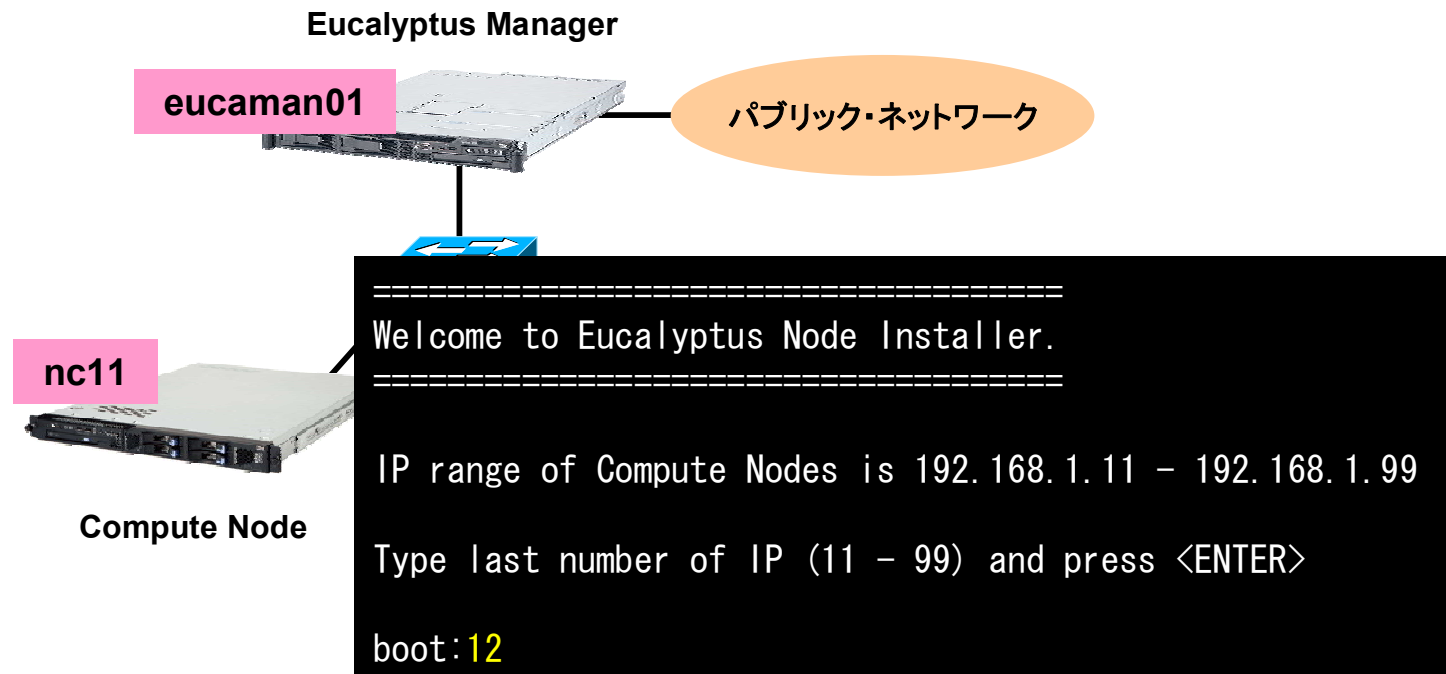 Eucalyptus Manager
eucaman01
パブリック・ネットワーク
nc11
Compute Node
=====================================
Welcome to Eucalyptus Node Installer.
=====================================
IP range of Compute Nodes is 192.168.1.11 - 192.168.1.99
Type last number of IP (11 - 99) and press <ENTER>
boot:12